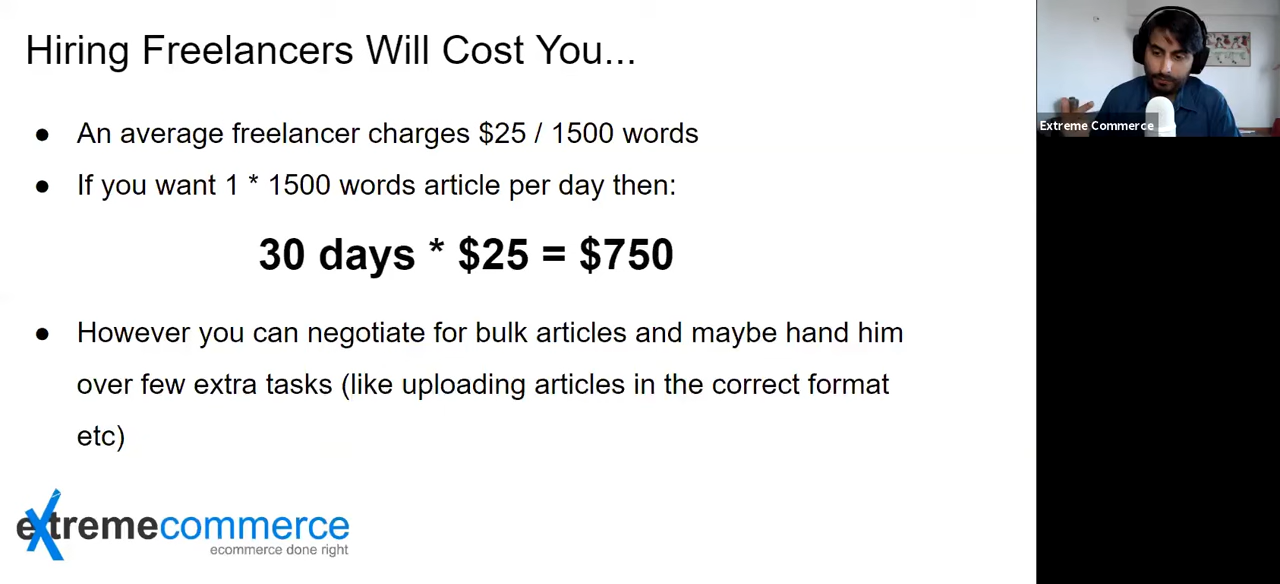 Hiring Freelancers Will Cost You...
● An average freelancer charges $25 / 1500 words
● If you want 1 * 1500 words article per day then:
30 days * $25 = $750
● However you can negotiate for bulk articles and maybe hand him
over few extra tasks (like uploading articles in the correct format
etc)
extremecommerce
ecommerce done right
Extreme Commerce